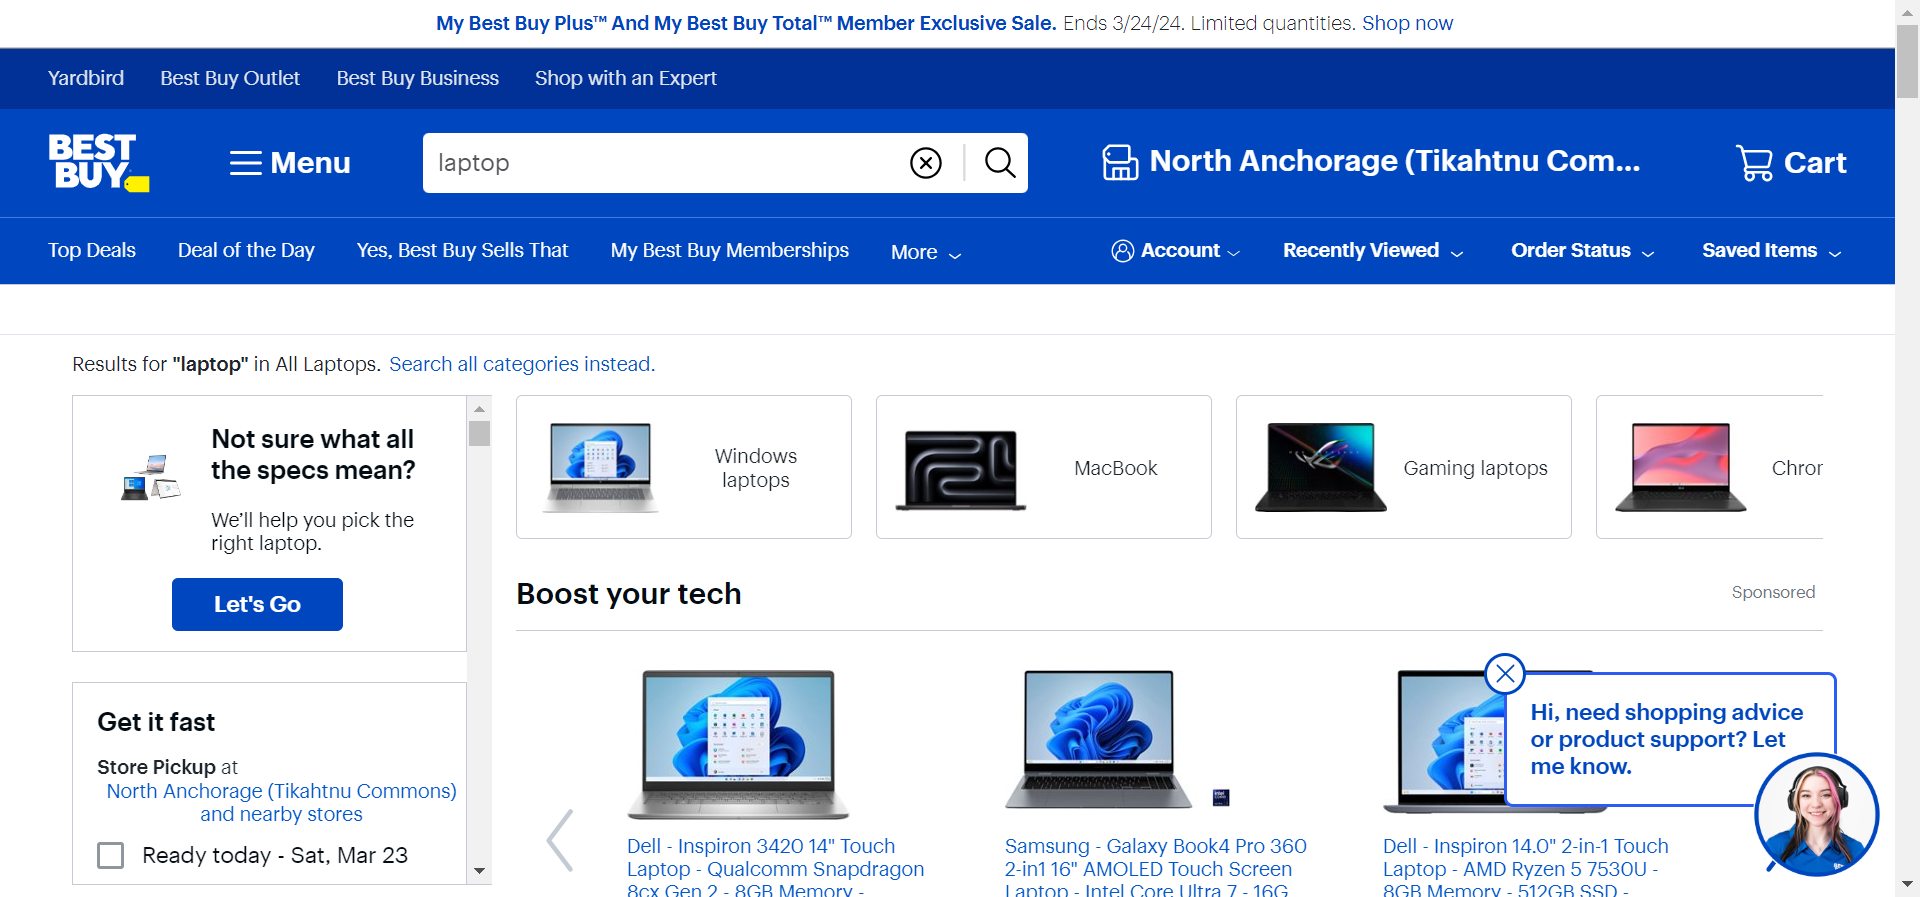 My Best Buy Plus™ And My Best Buy Total™ Member Exclusive Sale. Ends 3/24/24. Limited quantities. Shop now
Yardbird Best Buy Outlet Best Buy Business Shop with an Expert
BEST BUY
Menu
laptop
North Anchorage (Tikahtnu Com...
Cart
Top Deals Deal of the Day Yes, Best Buy Sells That My Best Buy Memberships More
Account Recently Viewed Order Status Saved Items
Results for "laptop" in All Laptops. Search all categories instead.
Not sure what all
the specs mean?
We'll help you pick the
right laptop.
Let's Go
Get it fast
Store Pickup at
North Anchorage (Tikahtnu Commons)
and nearby stores
Ready today - Sat, Mar 23
Windows
laptops
MacBook
Gaming laptops
Chror
Boost your tech
Sponsored
Dell - Inspiron 3420 14" Touch
Laptop - Qualcomm Snapdragon
8cx Gen 2 - 8GB Memory -
Samsung - Galaxy Book4 Pro 360
2-in1 16" AMOLED Touch Screen
Laptop - Intel Core Ultra 7 - 16G
Dell - Inspiron 14.0" 2-in-1 Touch
Laptop - AMD Ryzen 5 7530U -
8GB Memory - 512GB SSD -
Hi, need shopping advice
or product support? Let
me know.